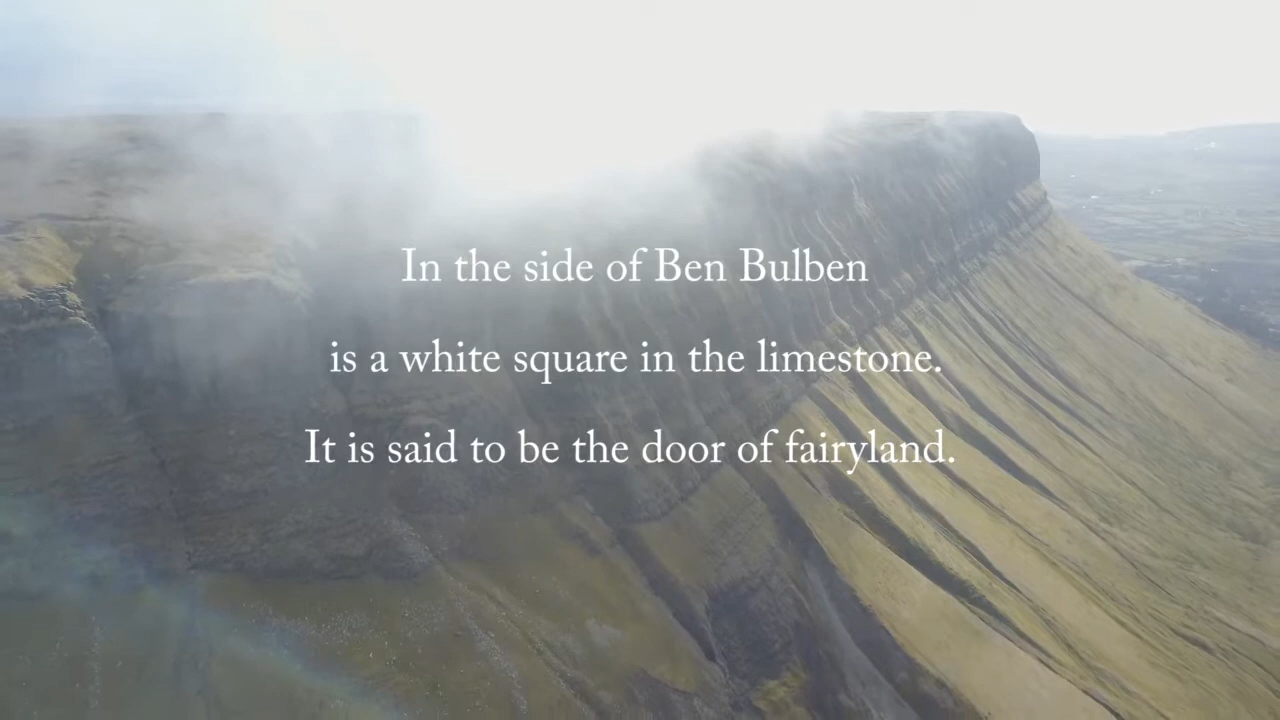 In the side of Ben Bulben
is a white square in the limestone.
It is said to be the door of fairyland.